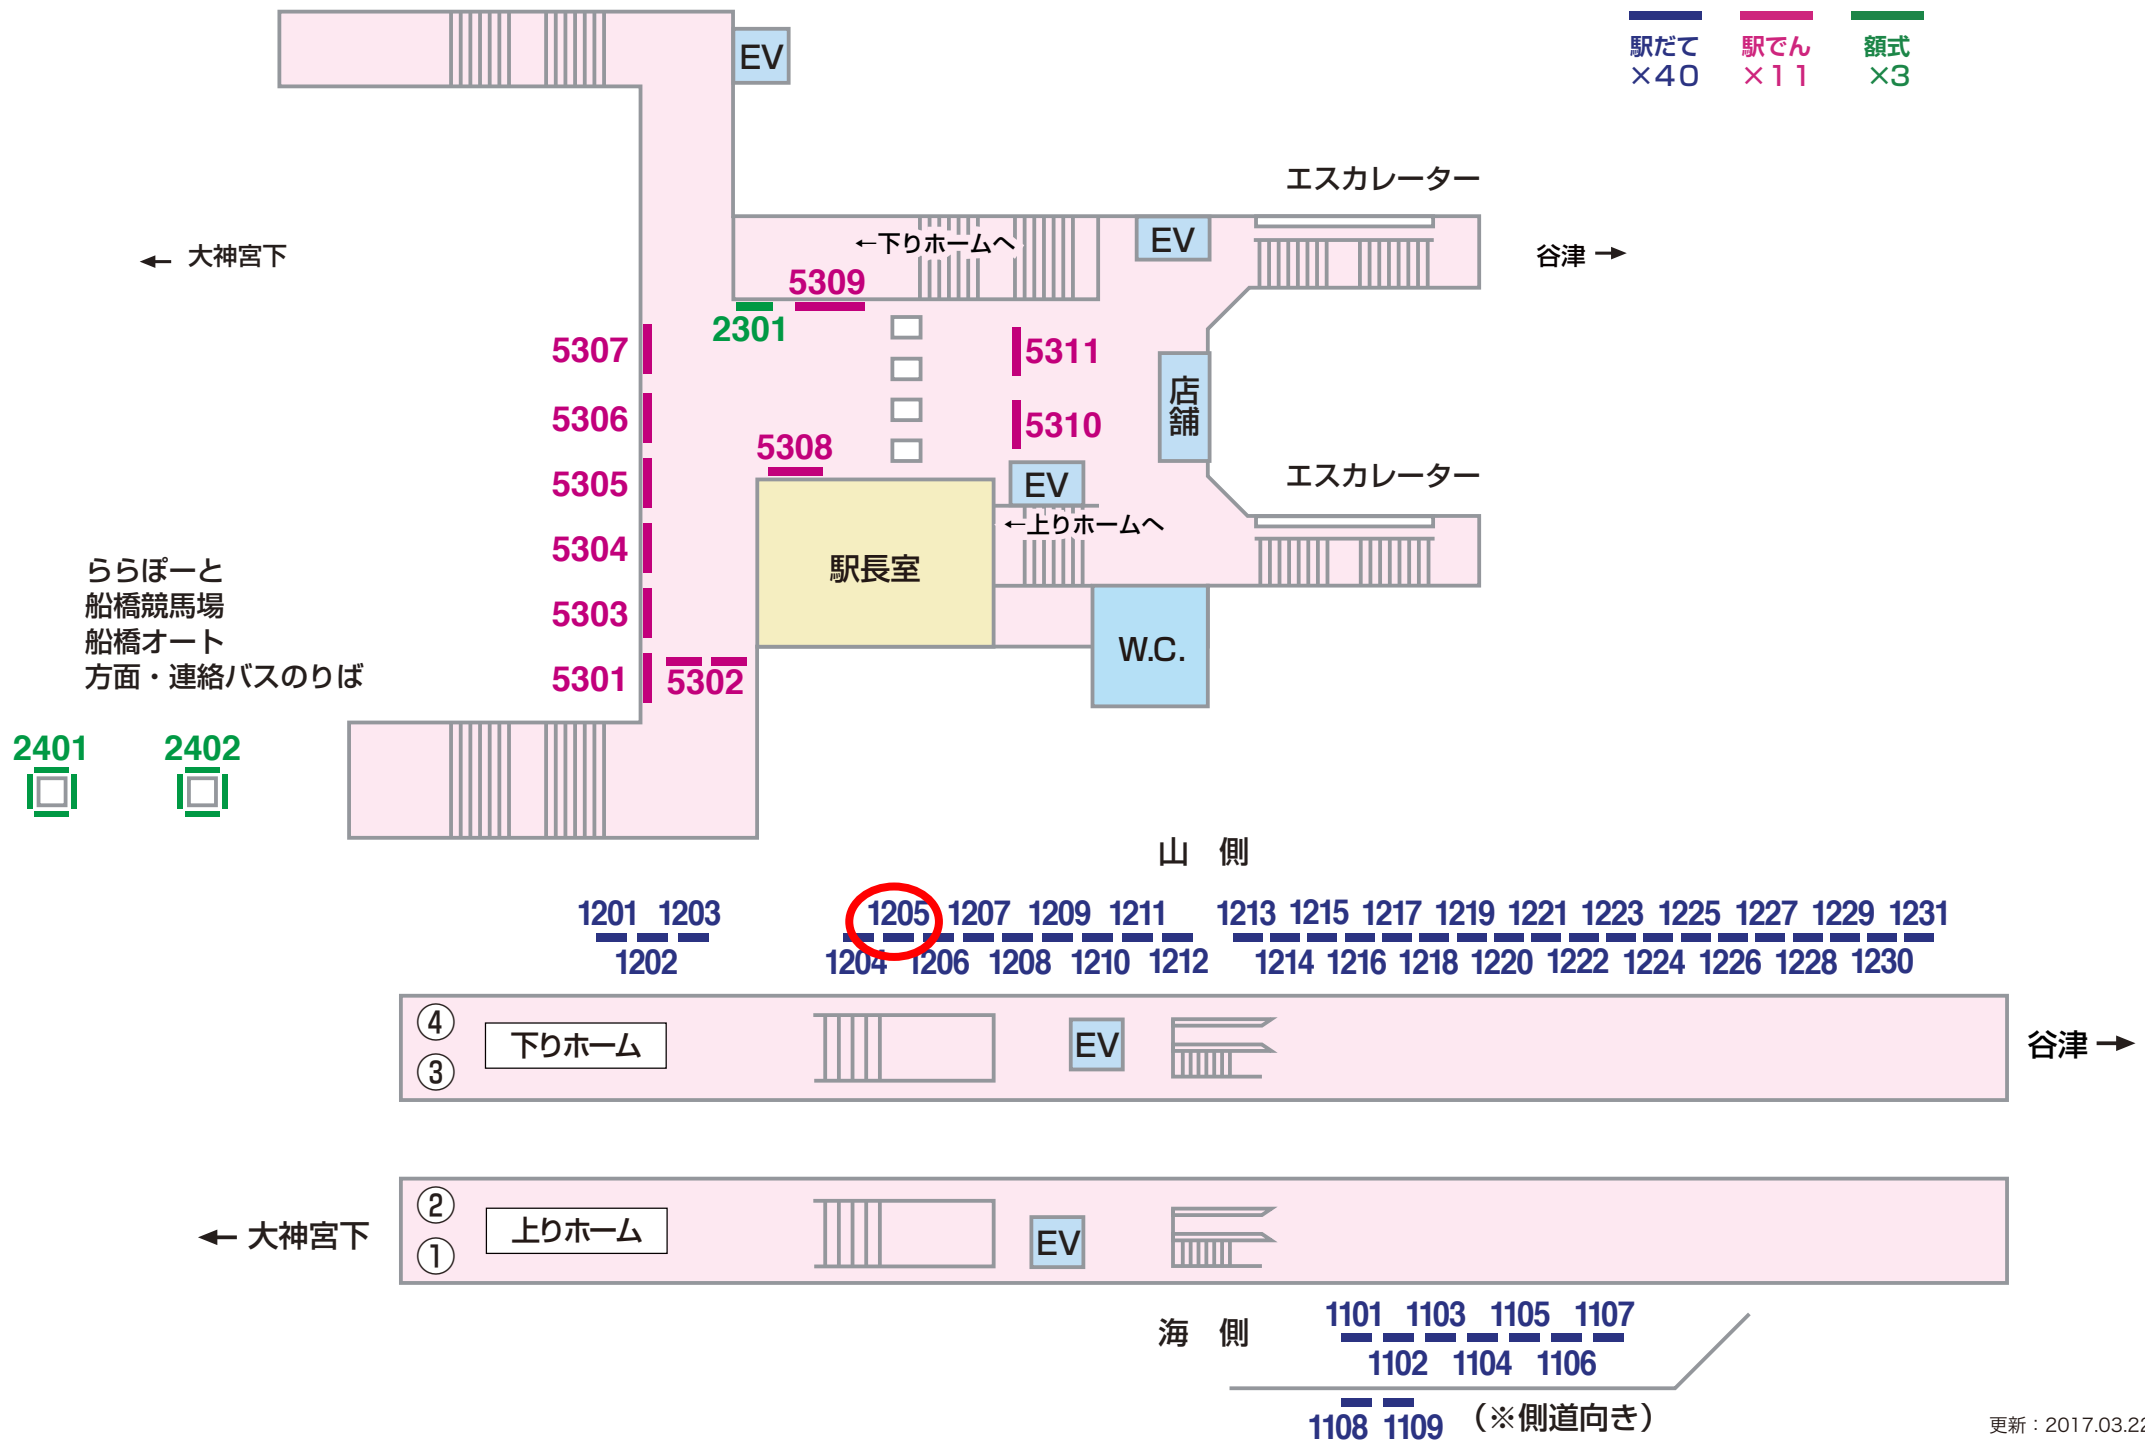 駅だて
×40
駅でん
×11
額式
×3
EV
エスカレーター
← 大神宮下
←下りホームへ
EV
谷津 →
5309
2301
5307
5311
店舗
5306
5310
5308
5305
EV
エスカレーター
←上りホームへ
5304
駅長室
ららぽーと
船橋競馬場
船橋オート
方面・連絡バスのりば
5303
W.C.
5301
5302
2401
2402
山 側
1201 1203 1205 1207 1209 1211 1213 1215 1217 1219 1221 1223 1225 1227 1229 1231
1202 1204 1206 1208 1210 1212 1214 1216 1218 1220 1222 1224 1226 1228 1230
④
下りホーム
EV
谷津 →
③
②
上りホーム
EV
← 大神宮下
①
海 側
1101 1103 1105 1107
1102 1104 1106
1108 1109
（※側道向き）
更新：2017.03.22